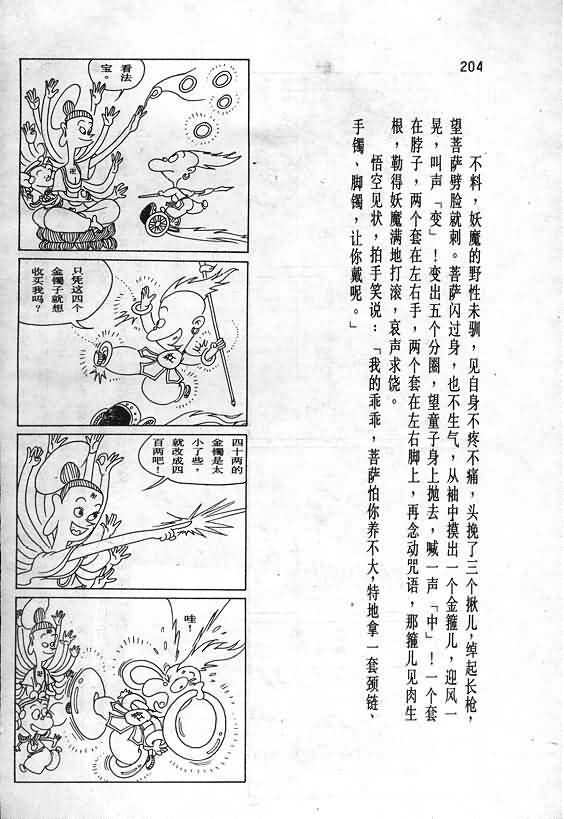 204
不料，妖魔的野性未驯，见自身不疼不痛，头挽了三个揪儿，绰起长枪，
望菩萨劈脸就刺。菩萨闪过身，也不生气，从袖中摸出一个金箍儿，迎风一
晃，叫声「变」！变出五个分圈，望童子身上抛去，喊一声「中」！一个套
在脖子，两个套在左右手，两个套在左右脚上，再念动咒语，那箍儿见肉生
根，勒得妖魔满地打滚，哀声求饶。
悟空见状，拍手笑说：「我的乖乖，菩萨怕你养不大，特地拿一套颈链、
手镯、脚镯，让你戴呢。」
看法
宝。
只凭这四个
金镯子就想
收买我吗？
四十两的
金镯是太
小了些，
就改成四
百两吧！
哇！